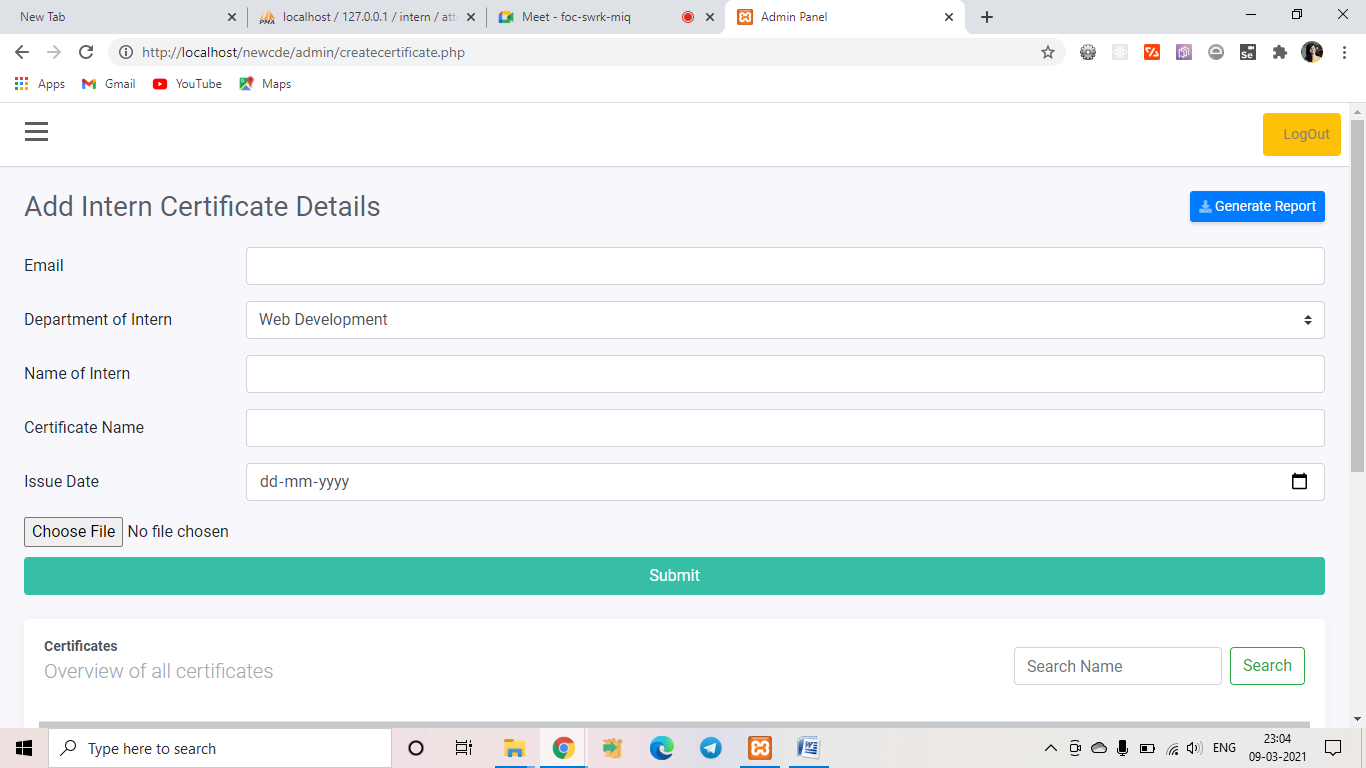 New Tab
localhost / 127.0.0.1 / intern / att
Meet - foc-swrk-miq
Admin Panel
http://localhost/newcde/admin/createcertificate.php
Apps
Gmail
YouTube
Maps
LogOut
Add Intern Certificate Details
Generate Report
Email
Department of Intern
Web Development
Name of Intern
Certificate Name
Issue Date
dd-mm-yyyy
Choose File No file chosen
Submit
Certificates
Overview of all certificates
Search Name
Search
Type here to search
ENG
23:04
09-03-2021